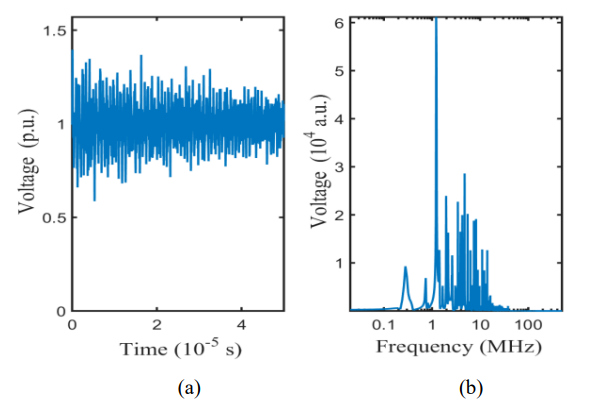 1.5
1
0.5
0
0 2 4
Voltage (p.u.)
Time (10⁻⁵ s)
(a)
6
5
4
3
2
1
0.1 1 10 100
Voltage (10⁴ a.u.)
Frequency (MHz)
(b)